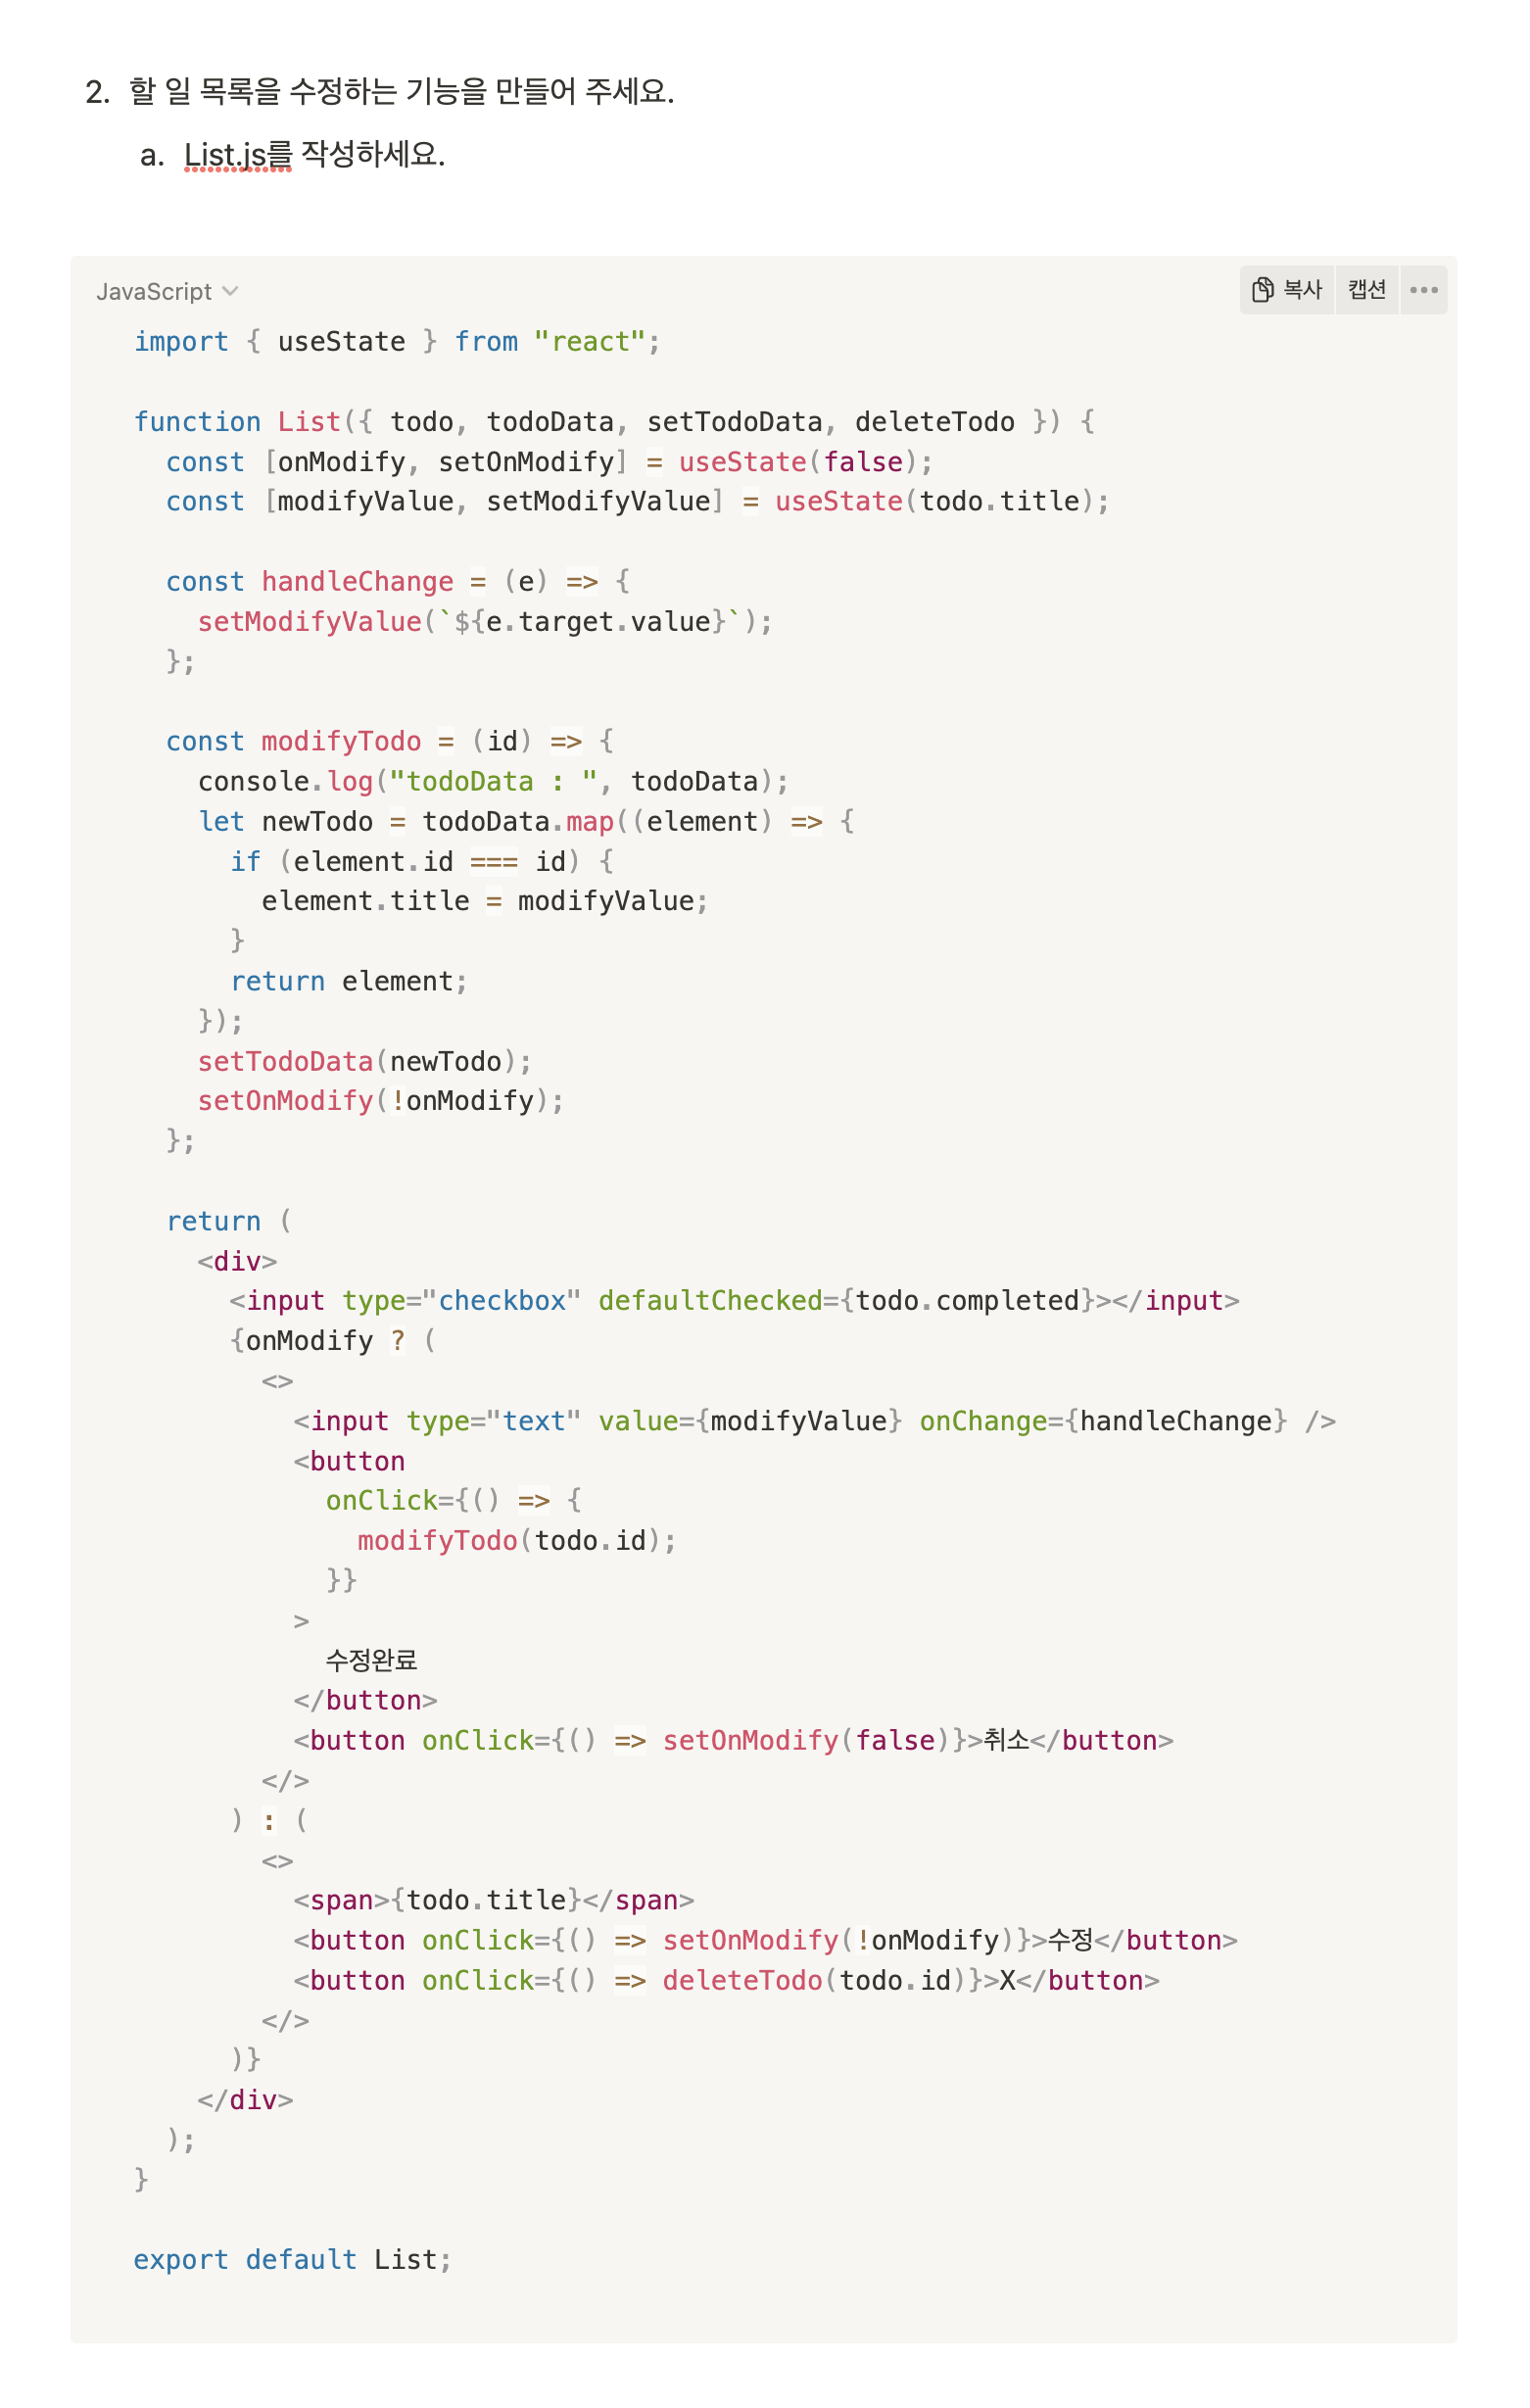 2. 할 일 목록을 수정하는 기능을 만들어 주세요.
a. List.js를 작성하세요.
JavaScript
복사 캡션
import { useState } from "react";

function List({ todo, todoData, setTodoData, deleteTodo }) {
  const [onModify, setOnModify] = useState(false);
  const [modifyValue, setModifyValue] = useState(todo.title);

  const handleChange = (e) => {
    setModifyValue(`${e.target.value}`);
  };

  const modifyTodo = (id) => {
    console.log("todoData : ", todoData);
    let newTodo = todoData.map((element) => {
      if (element.id === id) {
        element.title = modifyValue;
      }
      return element;
    });
    setTodoData(newTodo);
    setOnModify(!onModify);
  };

  return (
    <div>
      <input type="checkbox" defaultChecked={todo.completed}></input>
      {onModify ? (
        <>
          <input type="text" value={modifyValue} onChange={handleChange} />
          <button
            onClick={() => {
              modifyTodo(todo.id);
            }}
          >
            수정완료
          </button>
          <button onClick={() => setOnModify(false)}>취소</button>
        </>
      ) : (
        <>
          <span>{todo.title}</span>
          <button onClick={() => setOnModify(!onModify)}>수정</button>
          <button onClick={() => deleteTodo(todo.id)}>X</button>
        </>
      )}
    </div>
  );
}

export default List;